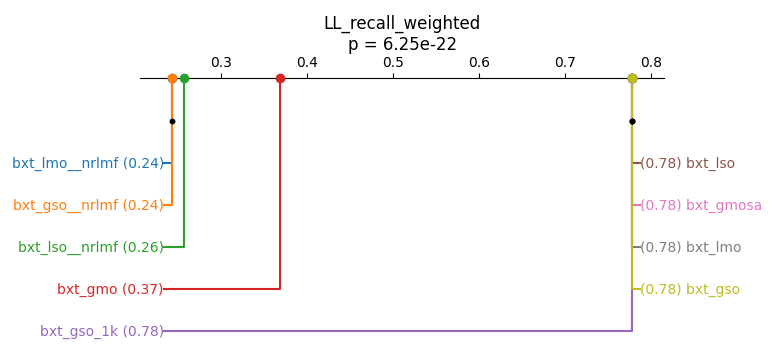 LL_recall_weighted
p = 6.25e-22
0.3 0.4 0.5 0.6 0.7 0.8
bxt_lmo__nrlmf (0.24) (0.78) bxt_lso
bxt_gso__nrlmf (0.24) (0.78) bxt_gmosa
bxt_lso__nrlmf (0.26) (0.78) bxt_lmo
bxt_gmo (0.37) (0.78) bxt_gso
bxt_gso_1k (0.78)